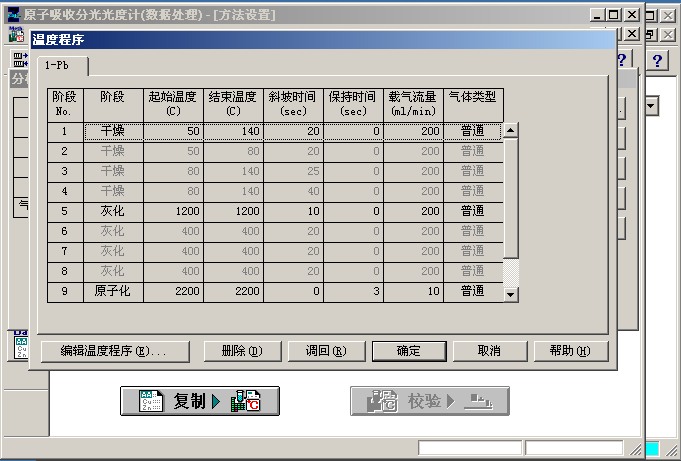 原子吸收分光光度计(数据处理) - [方法设置]
温度程序
1-Pb
阶段 No. 阶段 起始温度 (C) 结束温度 (C) 斜坡时间 (sec) 保持时间 (sec) 载气流量 (ml/min) 气体类型
1 干燥 50 140 20 0 200 普通
2 干燥 50 80 20 0 200 普通
3 干燥 80 140 25 0 200 普通
4 干燥 80 140 40 0 200 普通
5 灰化 1200 1200 10 0 200 普通
6 灰化 400 400 20 0 200 普通
7 灰化 400 400 20 0 200 普通
8 灰化 400 400 20 0 200 普通
9 原子化 2200 2200 0 3 10 普通
编辑温度程序(E)... 删除(D) 调回(R) 确定 取消 帮助(H)
复制 校验